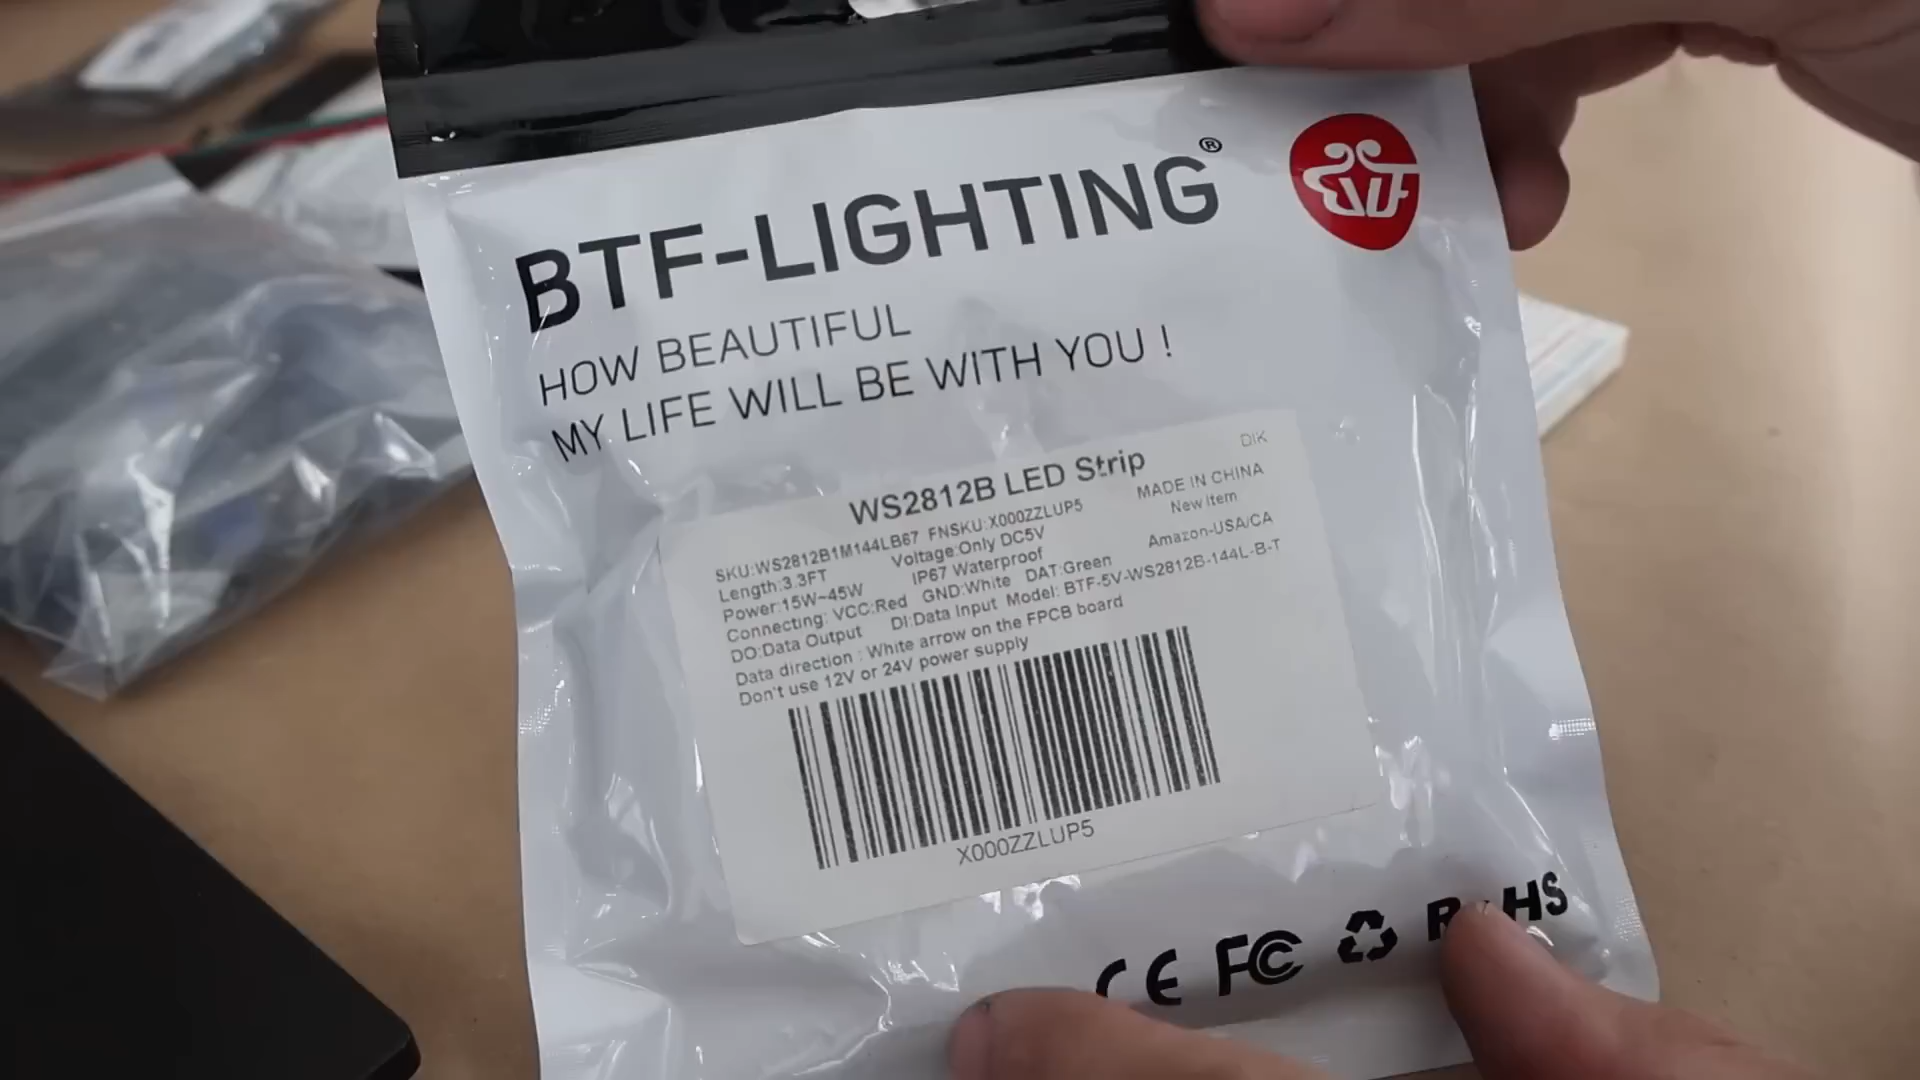 BTF-LIGHTING®
HOW BEAUTIFUL
MY LIFE WILL BE WITH YOU !
DIK
WS2812B LED Strip
MADE IN CHINA
SKU:WS2812B1M144LB67 FNSKU:X000ZZLUP5
New Item
Length:3.3FT Voltage:Only DC5V
Amazon-USA/CA
Power:15W~45W IP67 Waterproof
Connecting: VCC:Red GND:White DAT:Green
DO:Data Output DI:Data Input Model: BTF-5V-WS2812B-144L-B-T
Data direction : White arrow on the FPCB board
Don't use 12V or 24V power supply
X000ZZLUP5
CE FC RoHS